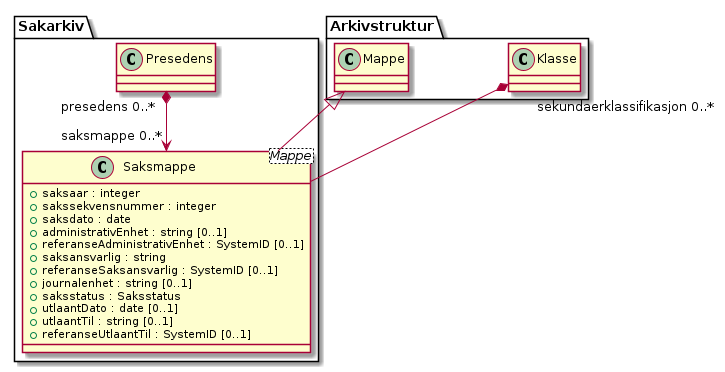 Sakarkiv
Arkivstruktur
C Presedens
C Mappe
C Klasse
presedens 0..*
sekundaerklassifikasjon 0..*
saksmappe 0..*
C Saksmappe
Mappe
saksaar : integer
sakssekvensnummer : integer
saksdato : date
administrativEnhet : string [0..1]
referanseAdministrativEnhet : SystemID [0..1]
saksansvarlig : string
referanseSaksansvarlig : SystemID [0..1]
journalenhet : string [0..1]
saksstatus : Saksstatus
utlaantDato : date [0..1]
utlaantTil : string [0..1]
referanseUtlaantTil : SystemID [0..1]